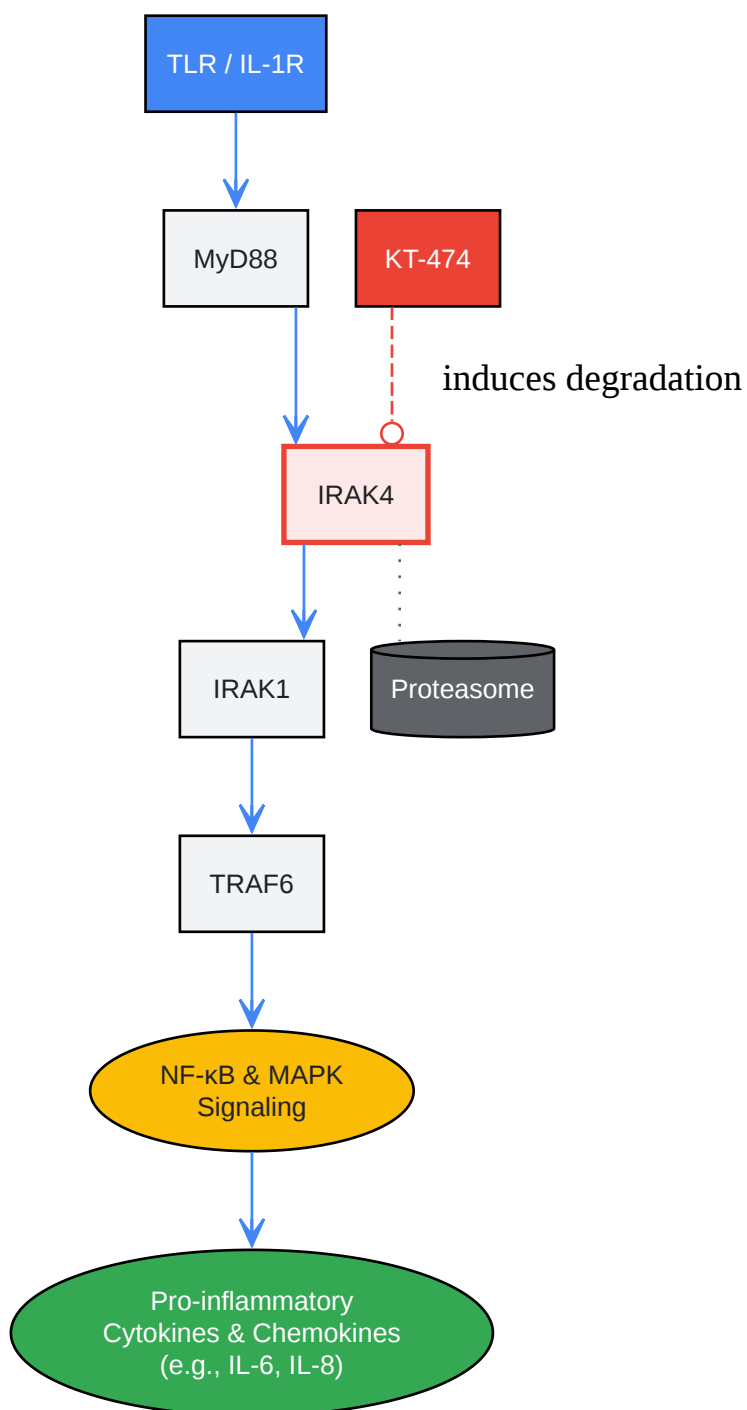 TLR / IL-1R
MyD88
KT-474
induces degradation
IRAK4
IRAK1
Proteasome
TRAF6
NF-κB & MAPK
Signaling
Pro-inflammatory
Cytokines & Chemokines
(e.g., IL-6, IL-8)